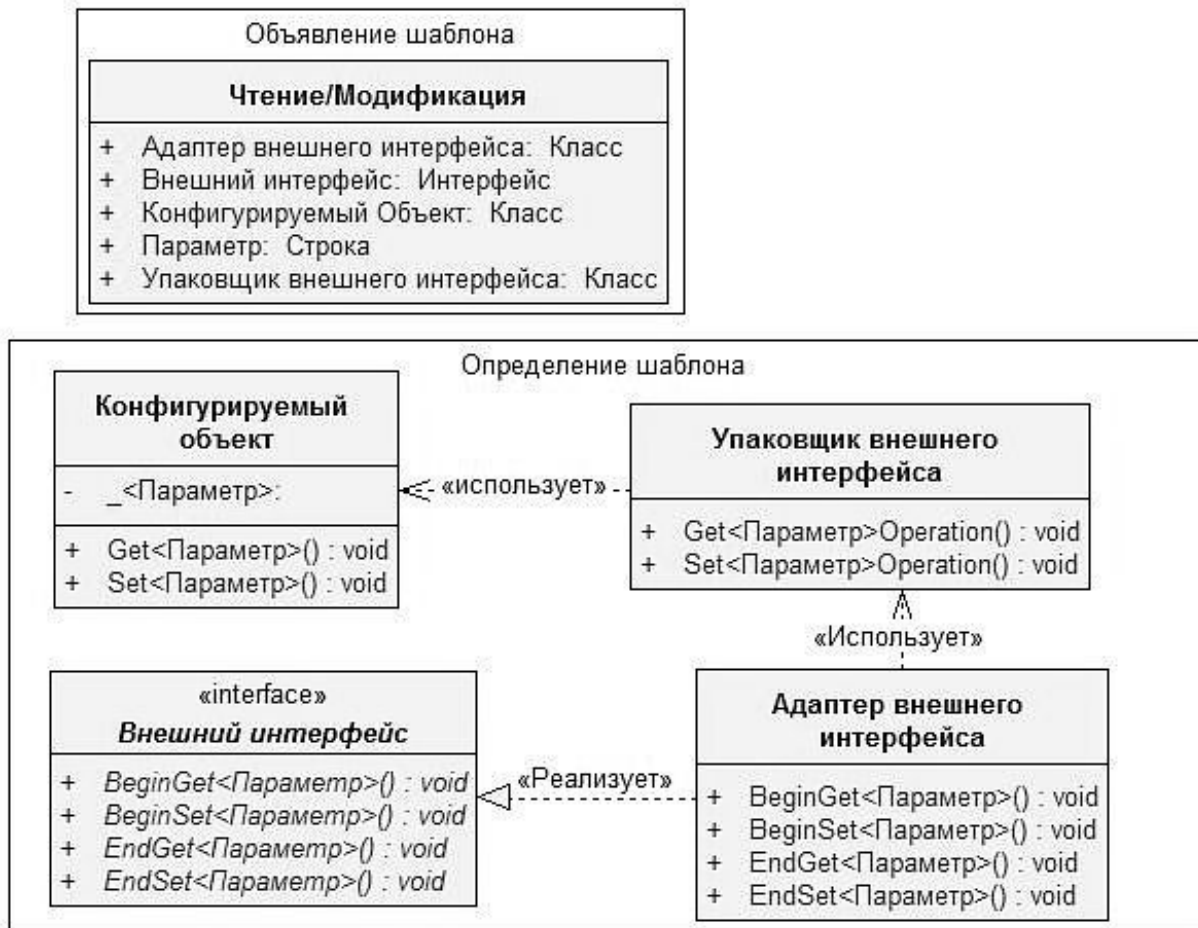 Объявление шаблона
Чтение/Модификация
+ Адаптер внешнего интерфейса: Класс
+ Внешний интерфейс: Интерфейс
+ Конфигурируемый Объект: Класс
+ Параметр: Строка
+ Упаковщик внешнего интерфейса: Класс
Определение шаблона
Конфигурируемый
объект
- _<Параметр>:
+ Get<Параметр>() : void
+ Set<Параметр>() : void
«использует»
Упаковщик внешнего
интерфейса
+ Get<Параметр>Operation() : void
+ Set<Параметр>Operation() : void
«Использует»
«interface»
Внешний интерфейс
+ BeginGet<Параметр>() : void
+ BeginSet<Параметр>() : void
+ EndGet<Параметр>() : void
+ EndSet<Параметр>() : void
«Реализует»
Адаптер внешнего
интерфейса
+ BeginGet<Параметр>() : void
+ BeginSet<Параметр>() : void
+ EndGet<Параметр>() : void
+ EndSet<Параметр>() : void